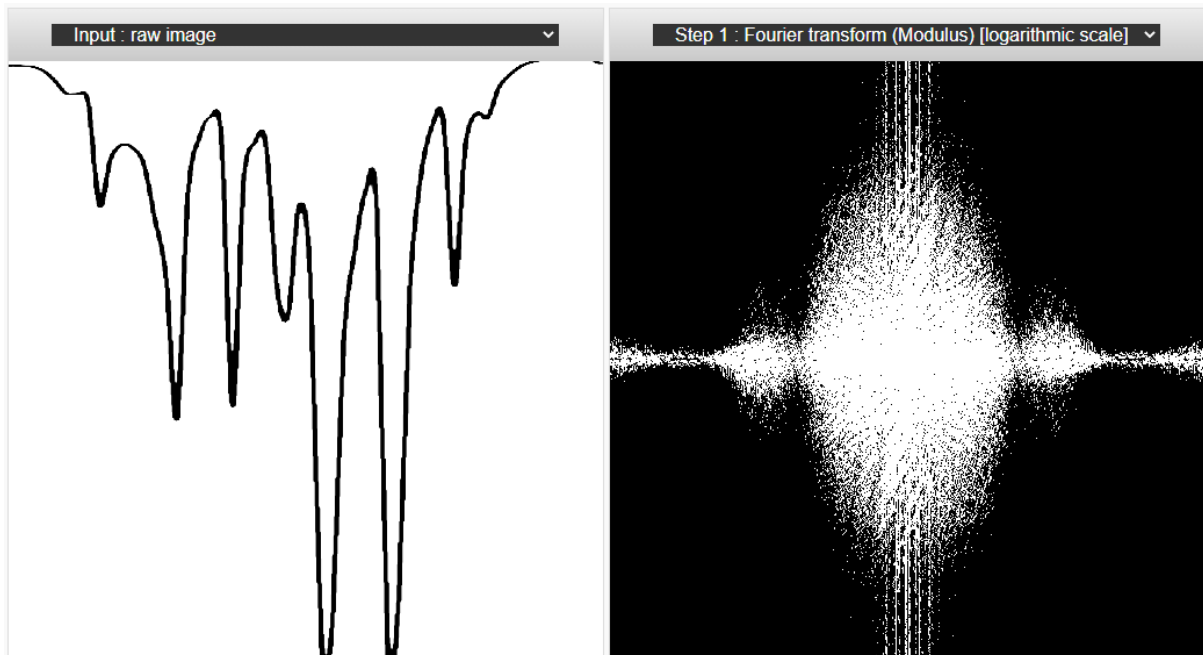 Input : raw image
Step 1 : Fourier transform (Modulus) [logarithmic scale]